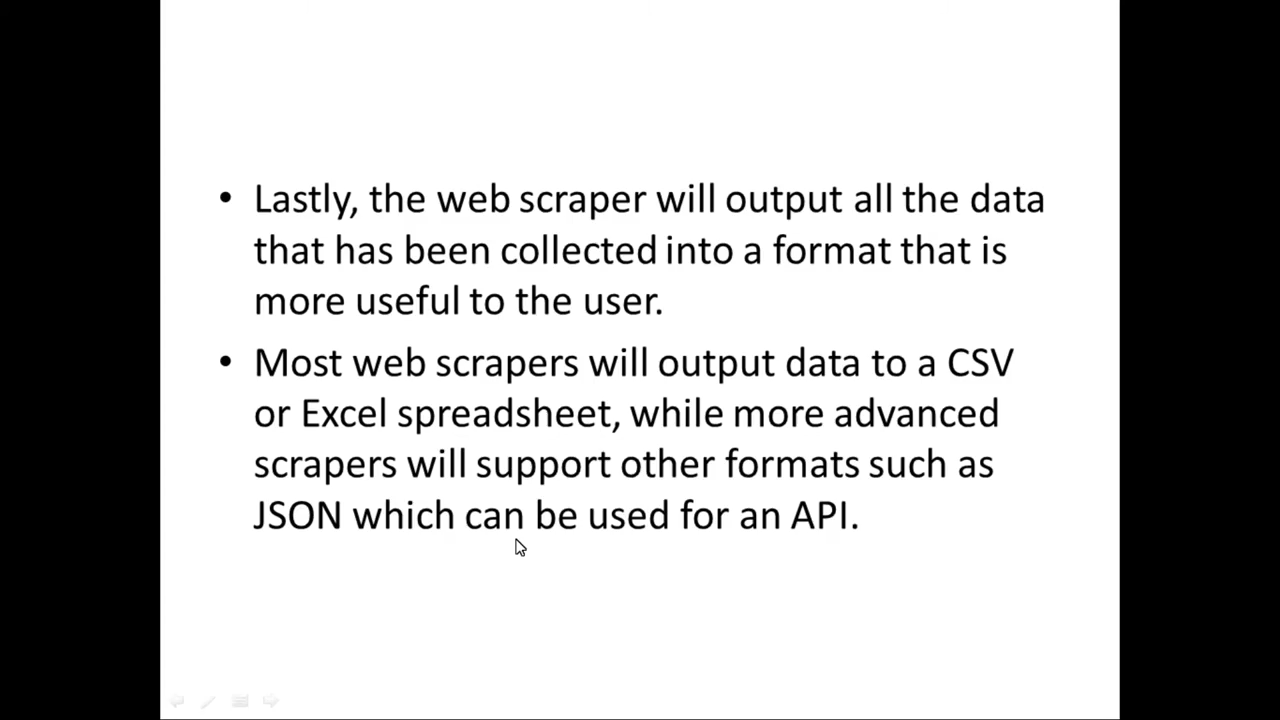 • Lastly, the web scraper will output all the data
that has been collected into a format that is
more useful to the user.
• Most web scrapers will output data to a CSV
or Excel spreadsheet, while more advanced
scrapers will support other formats such as
JSON which can be used for an API.